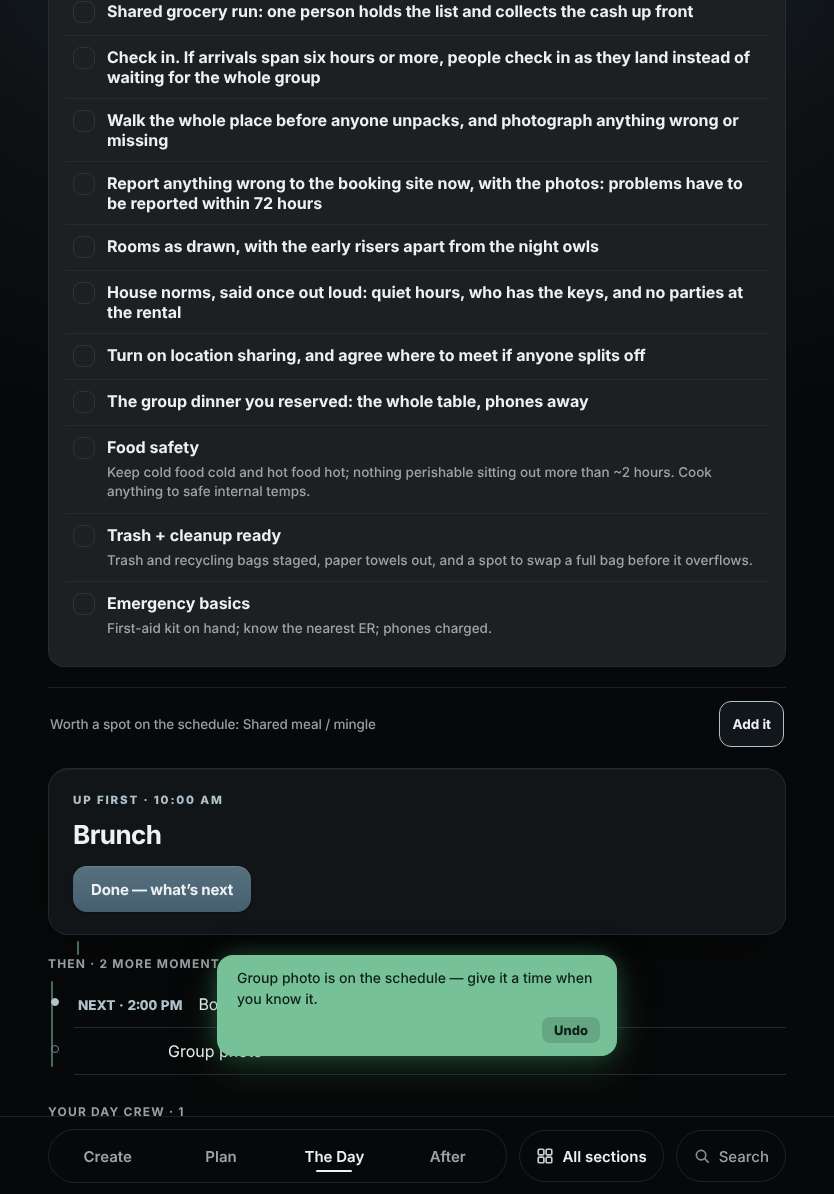 Shared grocery run: one person holds the list and collects the cash up front
Check in. If arrivals span six hours or more, people check in as they land instead of
waiting for the whole group
Walk the whole place before anyone unpacks, and photograph anything wrong or
missing
Report anything wrong to the booking site now, with the photos: problems have to
be reported within 72 hours
Rooms as drawn, with the early risers apart from the night owls
House norms, said once out loud: quiet hours, who has the keys, and no parties at
the rental
Turn on location sharing, and agree where to meet if anyone splits off
The group dinner you reserved: the whole table, phones away
Food safety
Keep cold food cold and hot food hot; nothing perishable sitting out more than ~2 hours. Cook
anything to safe internal temps.
Trash + cleanup ready
Trash and recycling bags staged, paper towels out, and a spot to swap a full bag before it overflows.
Emergency basics
First-aid kit on hand; know the nearest ER; phones charged.
Worth a spot on the schedule: Shared meal / mingle
Add it
UP FIRST · 10:00 AM
Brunch
Done — what’s next
THEN · 2 MORE MOMENT
Group photo is on the schedule — give it a time when
you know it.
Undo
NEXT · 2:00 PM Bo
Group photo
YOUR DAY CREW · 1
Create
Plan
The Day
After
All sections
Search